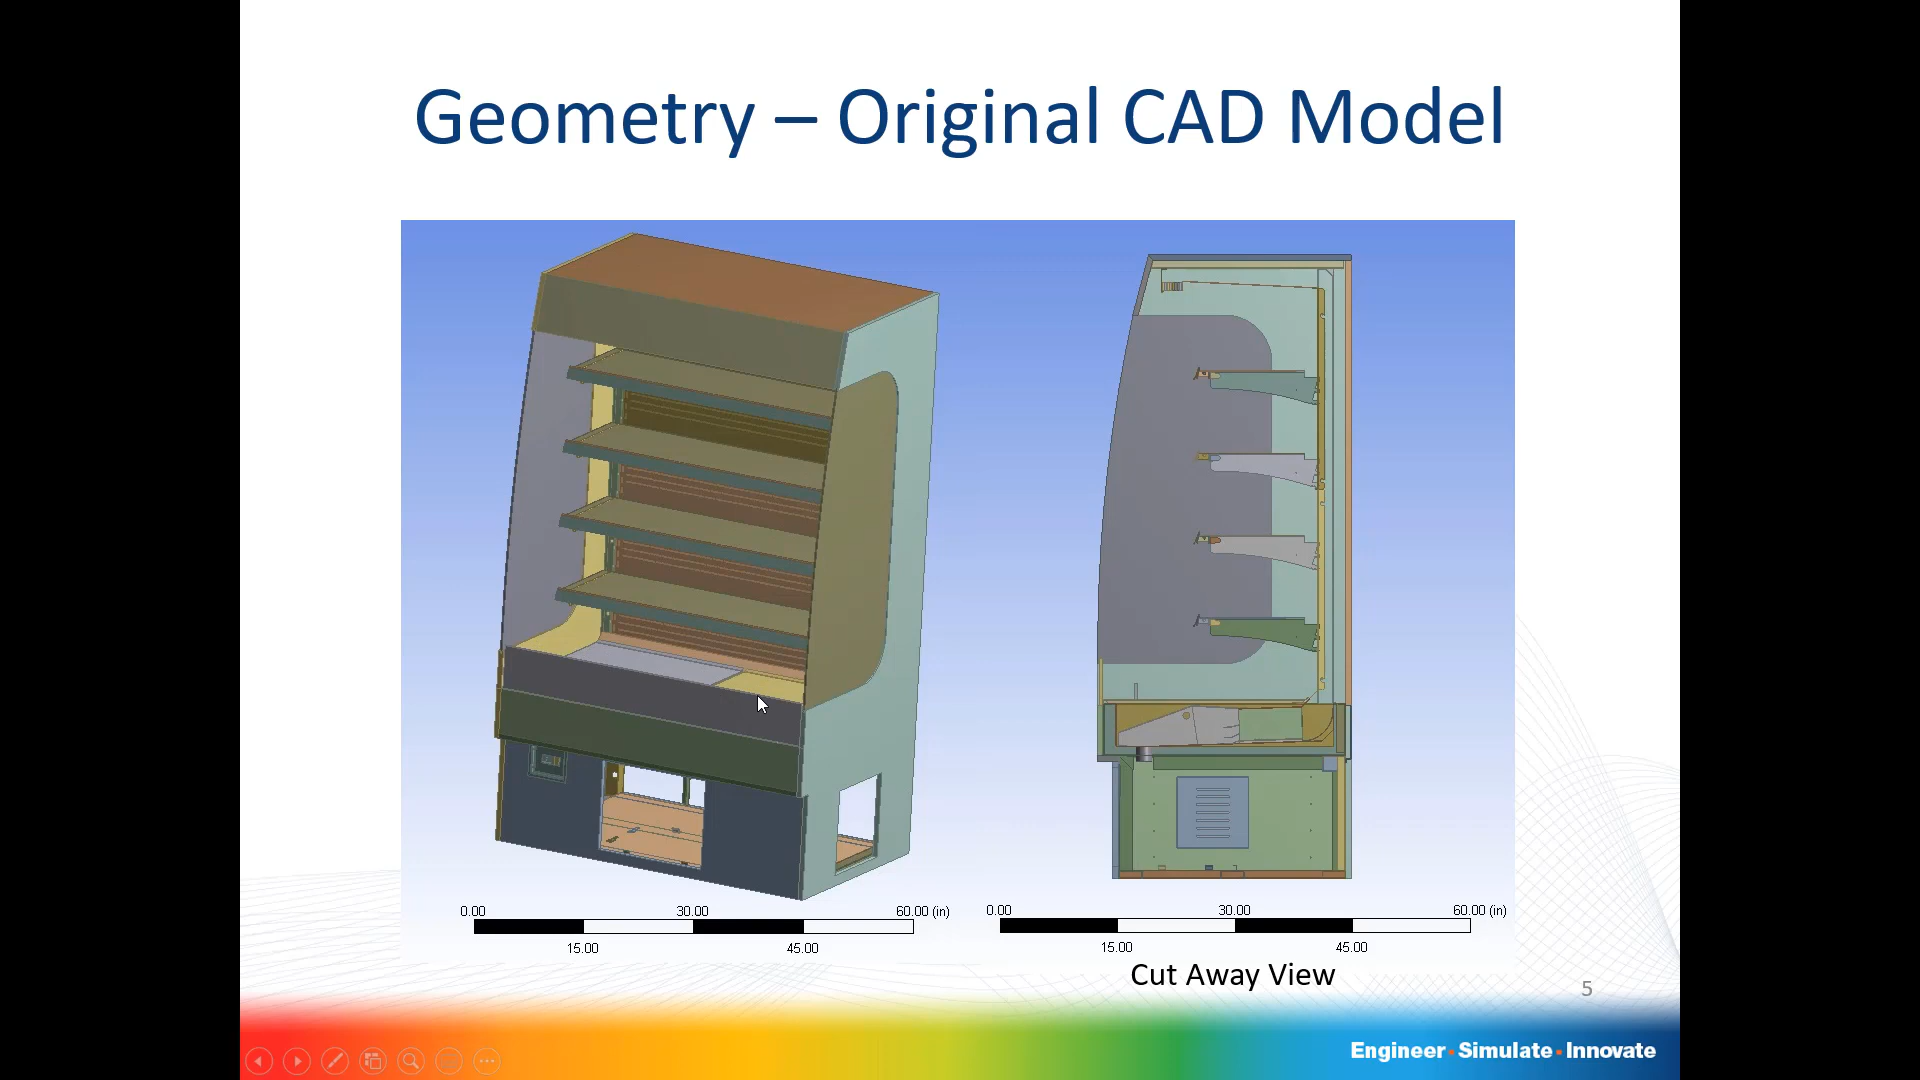 Geometry – Original CAD Model
0.00 30.00 60.00 (in)
15.00 45.00
0.00 30.00 60.00 (in)
15.00 45.00
Cut Away View
5
Engineer Simulate Innovate